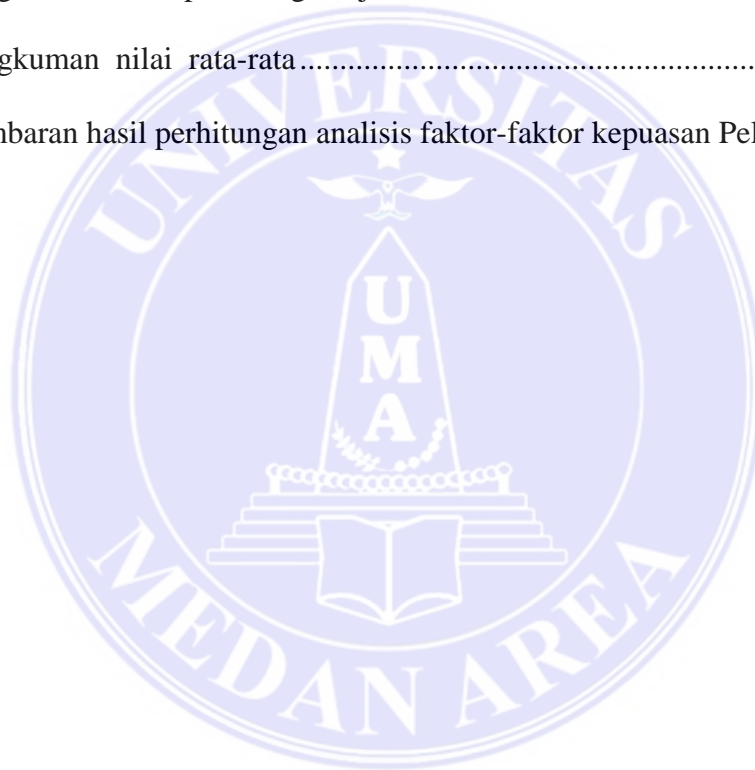 gkuman nilai rata-rata ........................................................
nbaran hasil perhitungan analisis faktor-faktor kepuasan Pel
UNIVERSITAS
UMA
MEDAN AREA